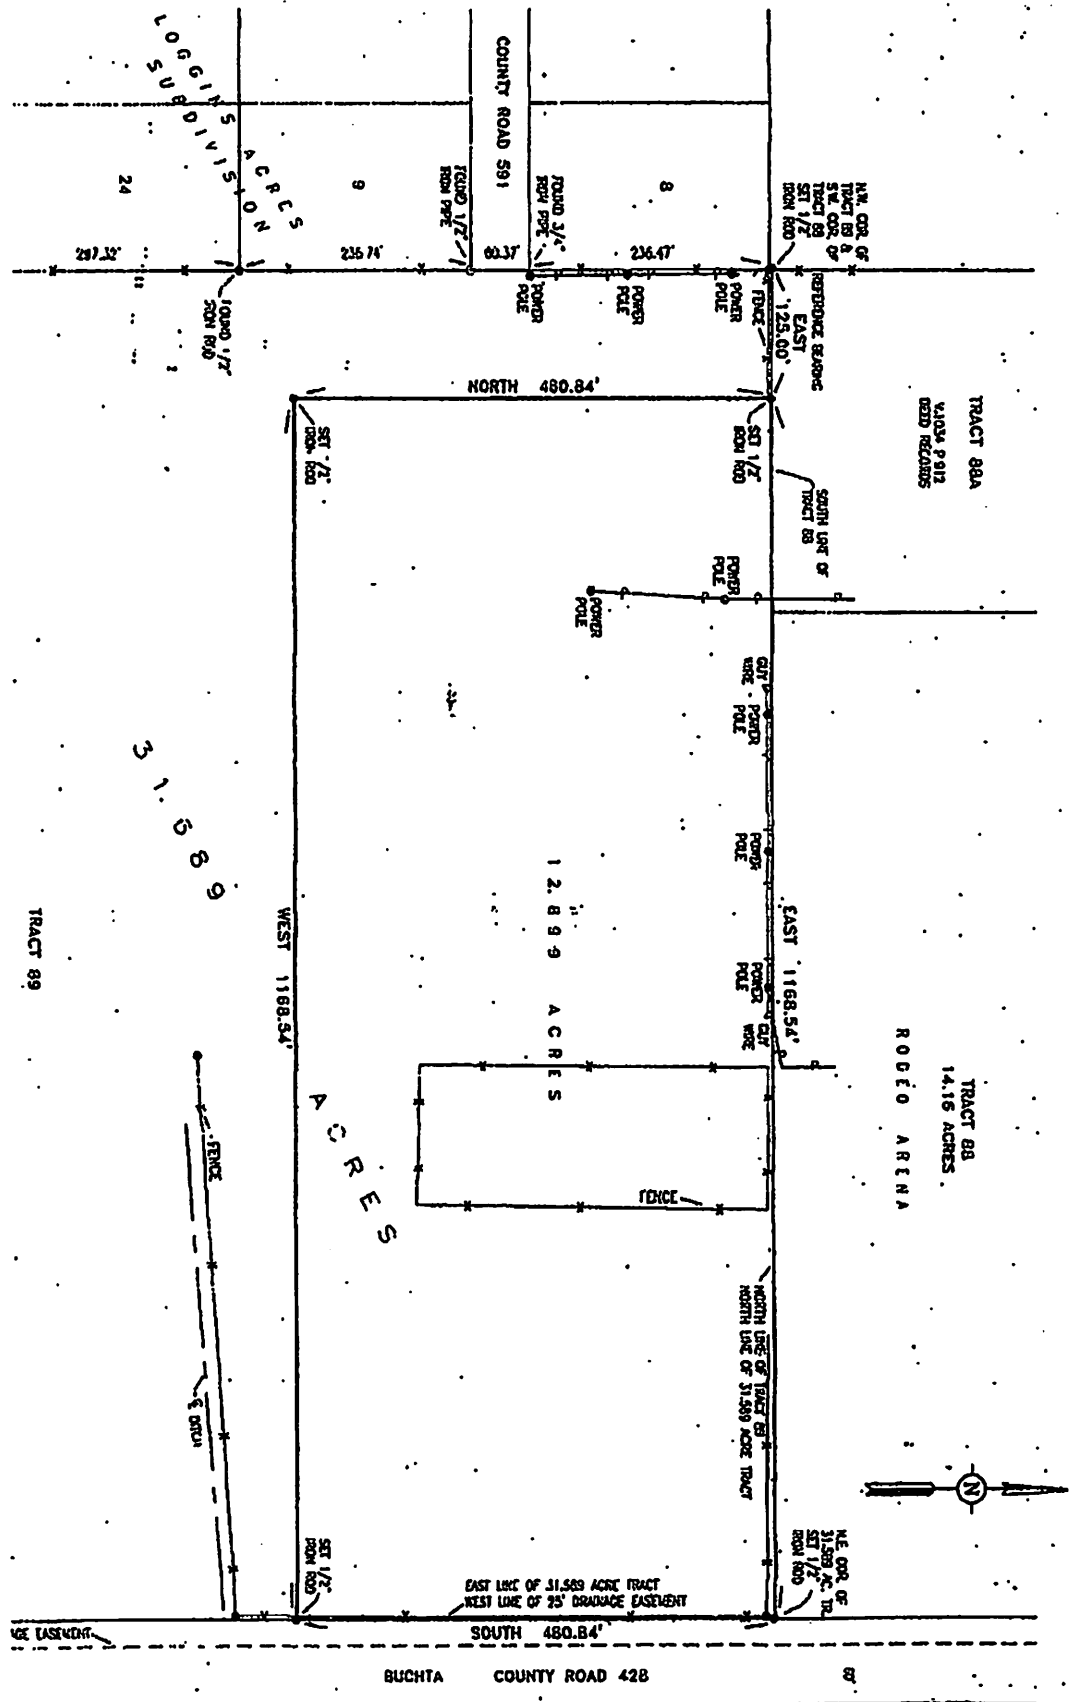 LOGGINS ACRES
SUBDIVISION
COUNTY ROAD 591
24
9
8
FOUND 1/2"
IRON PIPE
FOUND 3/4"
IRON PIPE
N.W. COR. OF
TRACT 89 &
S.W. COR. OF
TRACT 88
SET 1/2"
IRON ROD
235.74'
60.37'
236.47'
FOUND 1/2"
IRON ROD
POWER
POLE
POWER
POLE
POWER
POLE
FENCE
REFERENCE BEARING
EAST
125.00'
NORTH 480.84'
SET 1/2"
IRON ROD
SET 1/2"
IRON ROD
SOUTH LINE OF
TRACT 88
TRACT 88A
V.1034 P.912
DEED RECORDS
POWER
POLE
POWER
POLE
GUY
WIRE
POWER
POLE
POWER
POLE
POWER
POLE
GUY
WIRE
EAST 1168.54'
12.899 ACRES
WEST 1168.54'
31.589
ACRES
TRACT 89
TRACT 88
14.16 ACRES
RODEO ARENA
FENCE
FENCE
℄ DITCH
NORTH LINE OF TRACT 89
NORTH LINE OF 31.589 ACRE TRACT
N
N.E. COR. OF
31.589 AC. TR.
SET 1/2"
IRON ROD
SET 1/2"
IRON ROD
EAST LINE OF 31.589 ACRE TRACT
WEST LINE OF 25' DRAINAGE EASEMENT
SOUTH 480.84'
GE EASEMENT
BUCHTA COUNTY ROAD 428